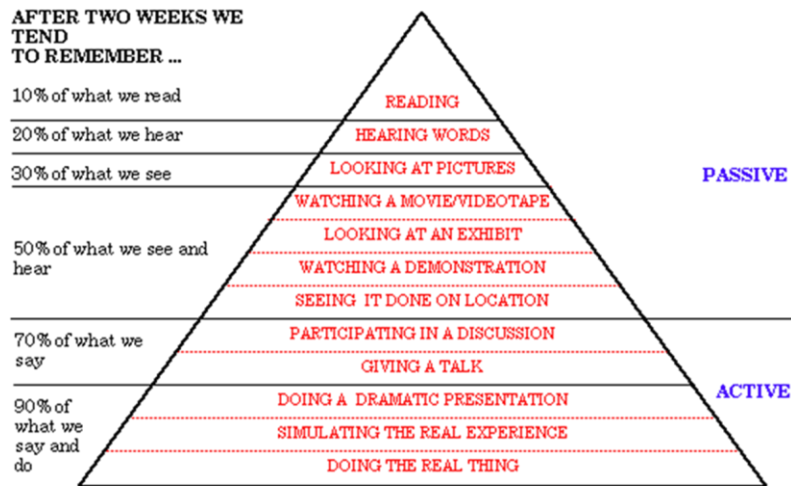 AFTER TWO WEEKS WE
TEND
TO REMEMBER ...
10% of what we read
READING
20% of what we hear
HEARING WORDS
30% of what we see
LOOKING AT PICTURES
PASSIVE
WATCHING A MOVIE/VIDEOTAPE
50% of what we see and
hear
LOOKING AT AN EXHIBIT
WATCHING A DEMONSTRATION
SEEING IT DONE ON LOCATION
70% of what we
say
PARTICIPATING IN A DISCUSSION
GIVING A TALK
ACTIVE
90% of
what we
say and
do
DOING A DRAMATIC PRESENTATION
SIMULATING THE REAL EXPERIENCE
DOING THE REAL THING